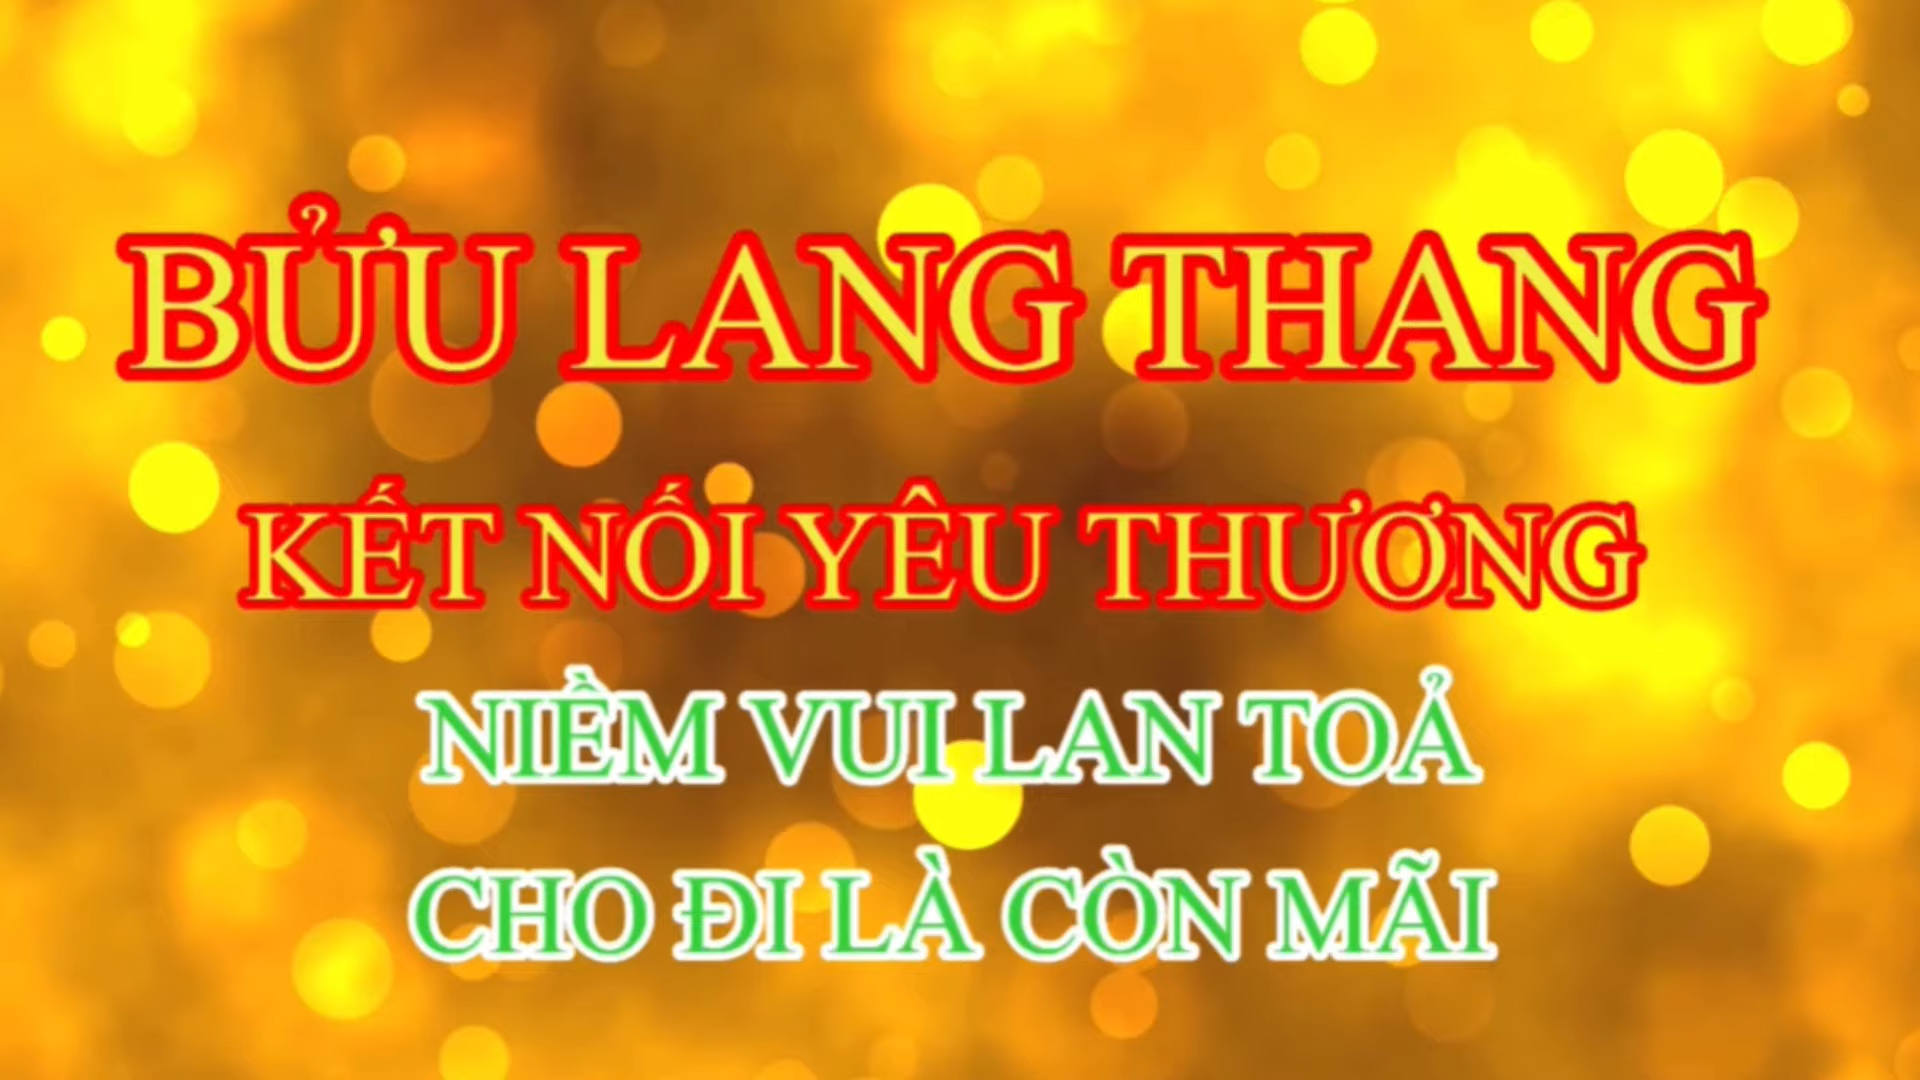 BỬU LANG THANG
KẾT NỐI YÊU THƯƠNG
NIỀM VUI LAN TOẢ
CHO ĐI LÀ CÒN MÃI